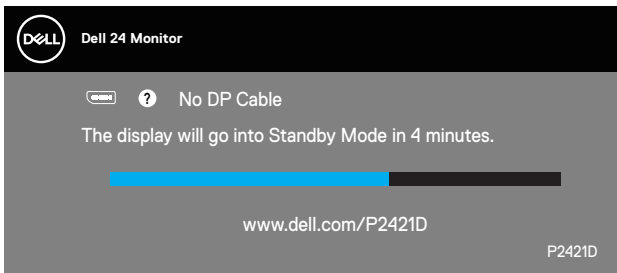 DELL
Dell 24 Monitor
? No DP Cable
The display will go into Standby Mode in 4 minutes.
www.dell.com/P2421D
P2421D